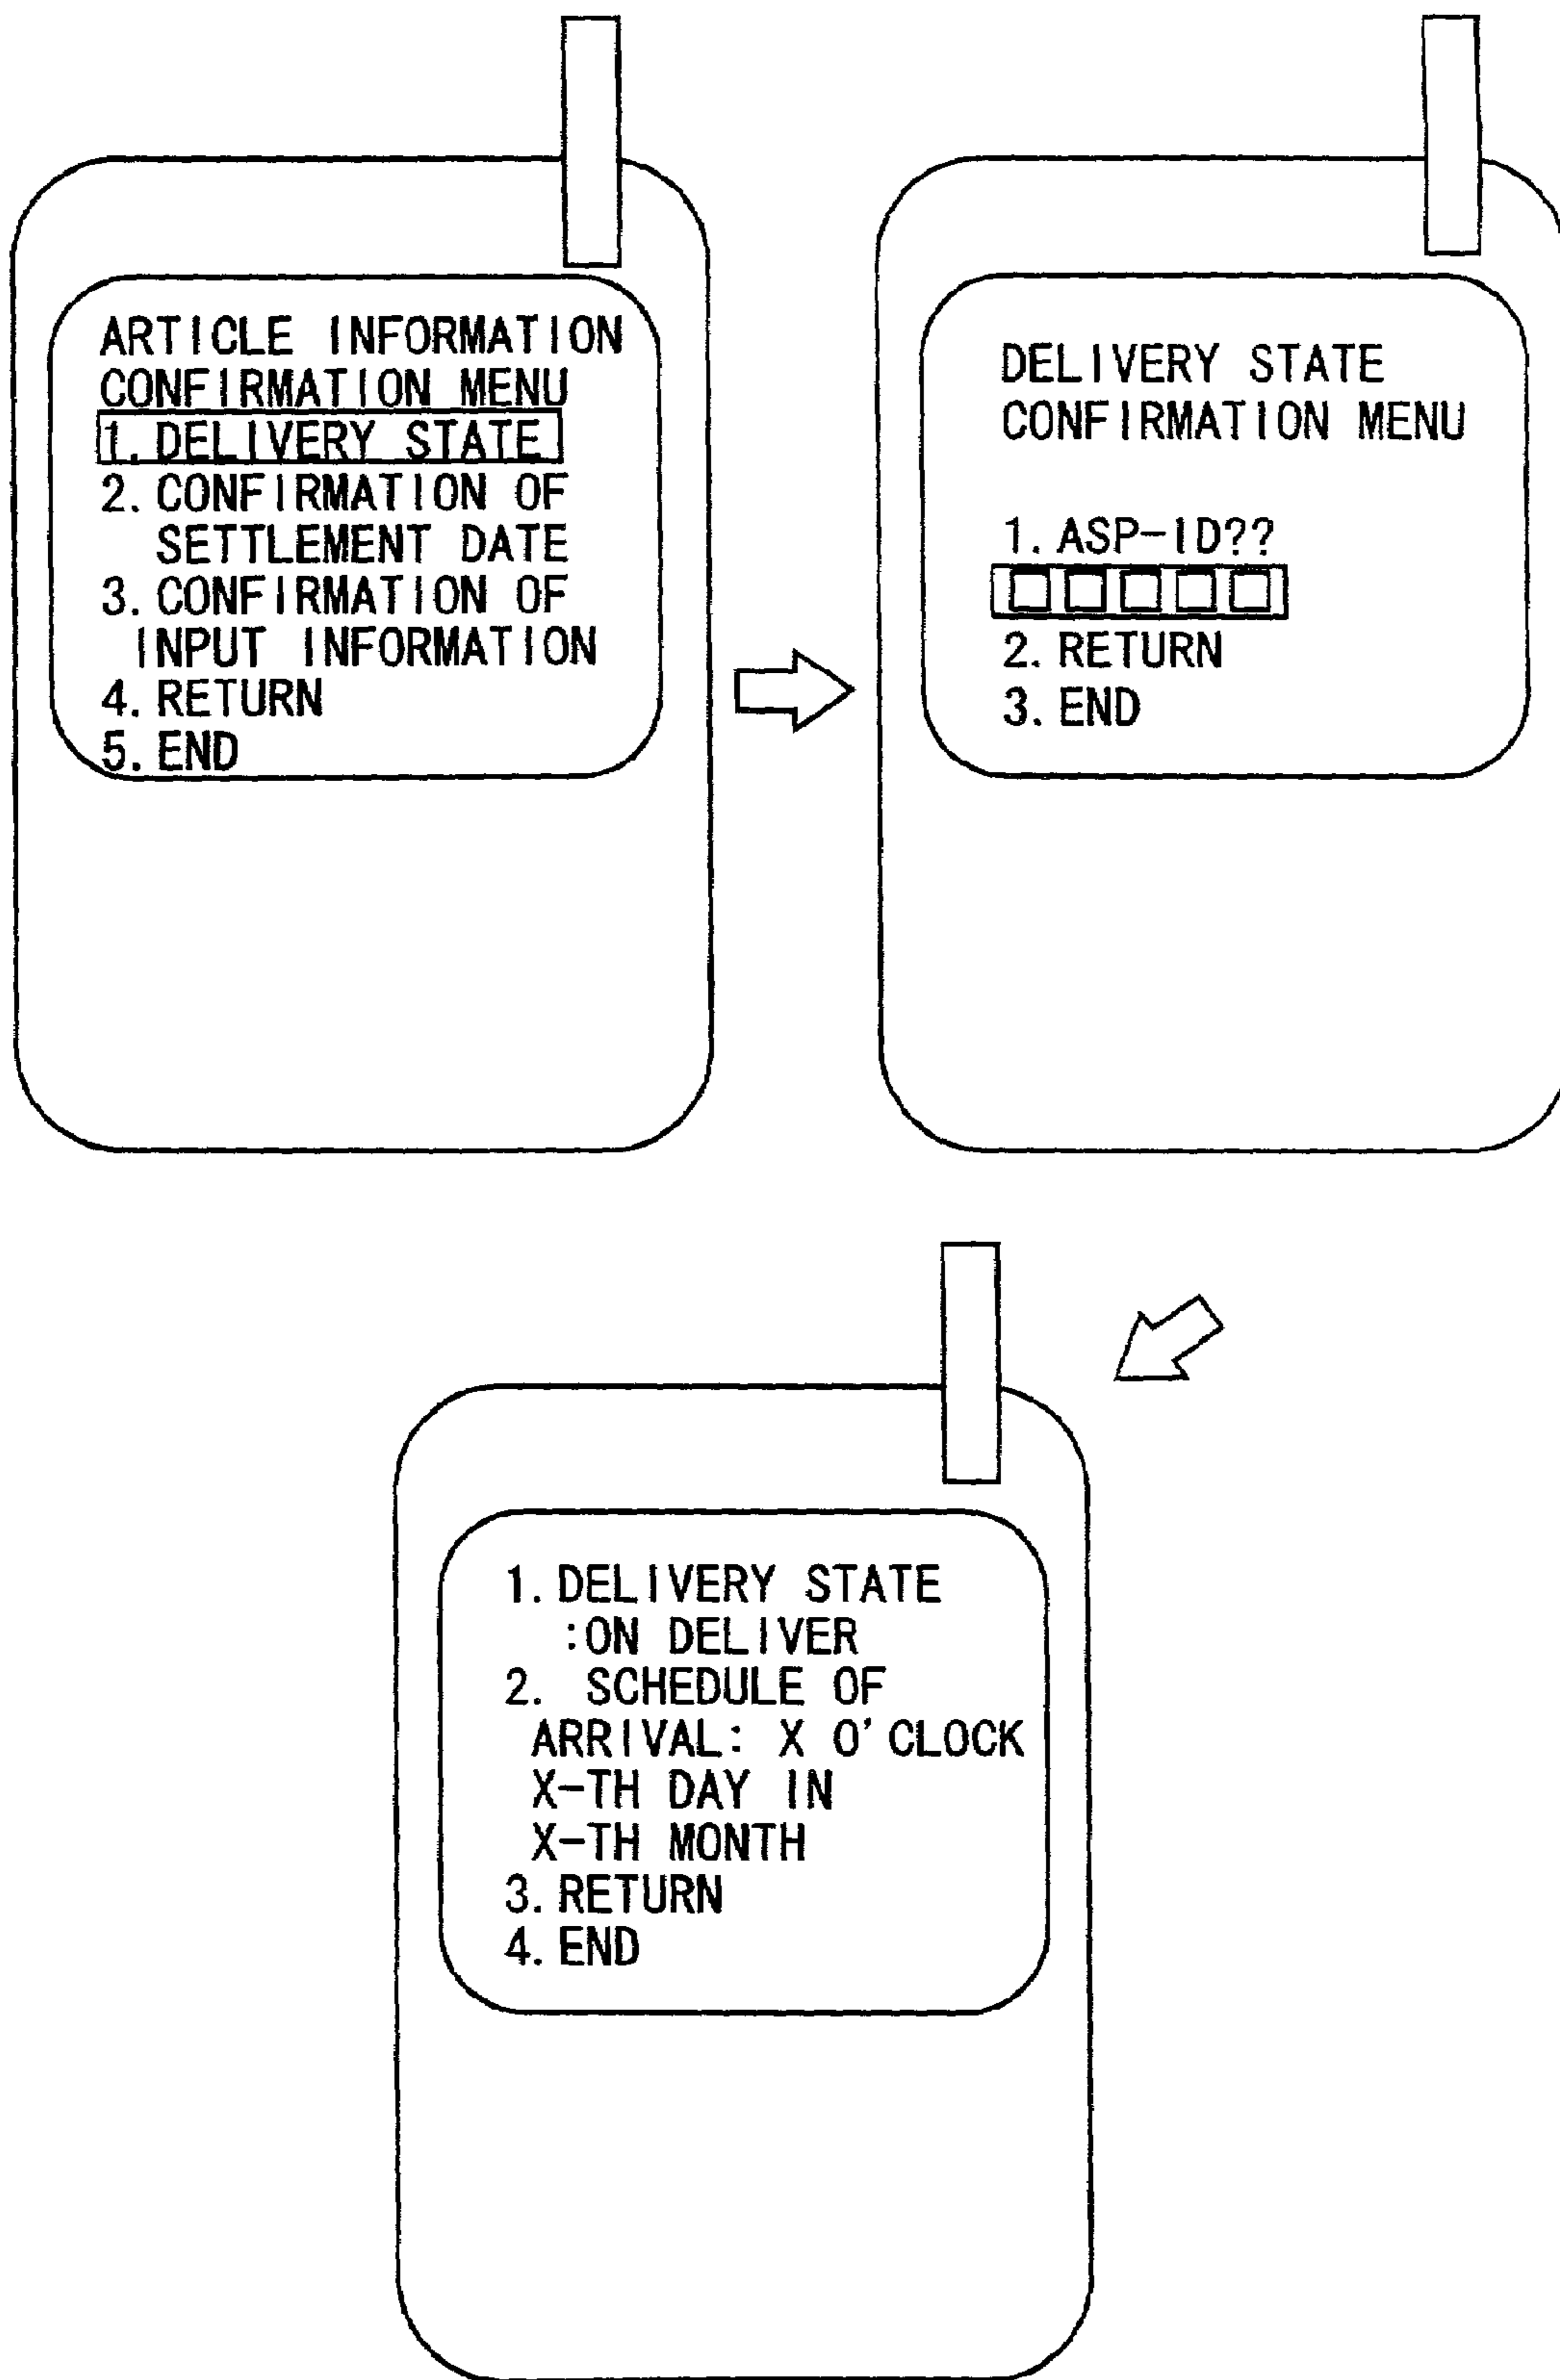 ARTICLE INFORMATION
CONFIRMATION MENU
1. DELIVERY STATE
2. CONFIRMATION OF
SETTLEMENT DATE
3. CONFIRMATION OF
INPUT INFORMATION
4. RETURN
5. END
DELIVERY STATE
CONFIRMATION MENU
1. ASP-ID??
□□□□□
2. RETURN
3. END
1. DELIVERY STATE
:ON DELIVER
2. SCHEDULE OF
ARRIVAL: X O'CLOCK
X-TH DAY IN
X-TH MONTH
3. RETURN
4. END